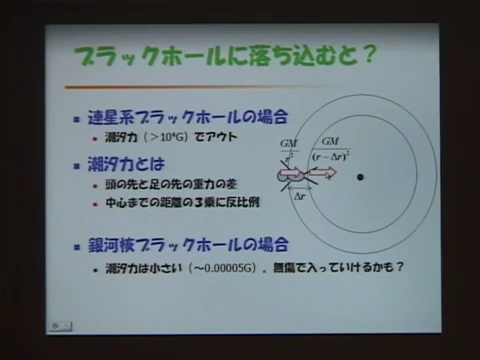 ブラックホールに落ち込むと？
連星系ブラックホールの場合
潮汐力（>10⁴G）でアウト
潮汐力とは
頭の先と足の先の重力の差
中心までの距離の３乗に反比例
GM
r²
GM
(r−Δr)²
Δr
銀河核ブラックホールの場合
潮汐力は小さい（～0.00005G）．無傷で入っていけるかも？